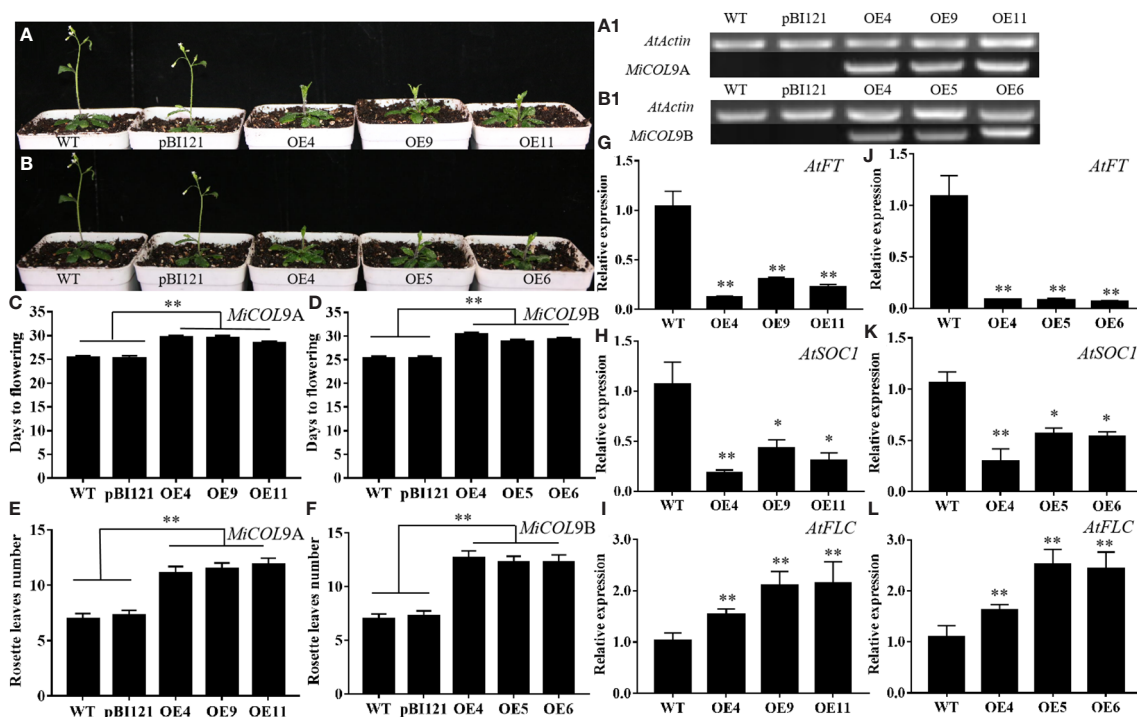 A
WT pBI121 OE4 OE9 OE11
B
WT pBI121 OE4 OE5 OE6
A1
WT pBI121 OE4 OE9 OE11
AtActin
MiCOL9A
B1
WT pBI121 OE4 OE5 OE6
AtActin
MiCOL9B
C
** MiCOL9A
Days to flowering
35
30
25
20
15
10
5
0
WT pBI121 OE4 OE9 OE11
D
** MiCOL9B
Days to flowering
35
30
25
20
15
10
5
0
WT pBI121 OE4 OE5 OE6
E
** MiCOL9A
Rosette leaves number
15
10
5
0
WT pBI121 OE4 OE9 OE11
F
** MiCOL9B
Rosette leaves number
15
10
5
0
WT pBI121 OE4 OE5 OE6
G
AtFT
Relative expression
1.5
1.0
0.5
0.0
** ** **
WT OE4 OE9 OE11
H
AtSOC1
Relative expression
1.5
1.0
0.5
0.0
** * *
WT OE4 OE9 OE11
I
AtFLC
Relative expression
3.0
2.0
1.0
0.0
** ** **
WT OE4 OE9 OE11
J
AtFT
Relative expression
1.5
1.0
0.5
0.0
** ** **
WT OE4 OE5 OE6
K
AtSOC1
Relative expression
1.5
1.0
0.5
0.0
** * *
WT OE4 OE5 OE6
L
AtFLC
Relative expression
3.0
2.0
1.0
0.0
** ** **
WT OE4 OE5 OE6